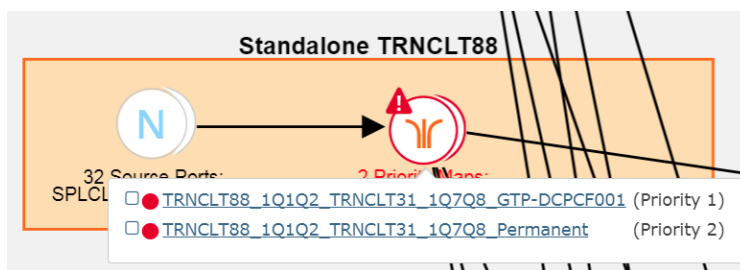 Standalone TRNCLT88
N
32 Source Ports:
2 Priority Maps:
SPLCL
TRNCLT88_1Q1Q2_TRNCLT31_1Q7Q8_GTP-DCPCF001 (Priority 1)
TRNCLT88_1Q1Q2_TRNCLT31_1Q7Q8_Permanent (Priority 2)